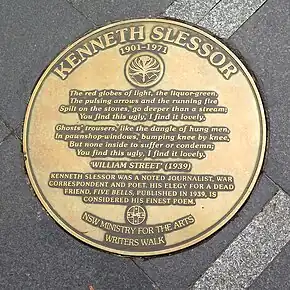 KENNETH SLESSOR
1901-1971
The red globes of light, the liquor-green,
The pulsing arrows and the running fire
Spilt on the stones, go deeper than a stream;
You find this ugly, I find it lovely.
Ghosts' trousers, like the dangle of hung men,
In pawnshop-windows, bumping knee by knee,
But none inside to suffer or condemn;
You find this ugly, I find it lovely.
'WILLIAM STREET' (1939)
KENNETH SLESSOR WAS A NOTED JOURNALIST, WAR
CORRESPONDENT AND POET. HIS ELEGY FOR A DEAD
FRIEND, FIVE BELLS, PUBLISHED IN 1939, IS
CONSIDERED HIS FINEST POEM.
NSW MINISTRY FOR THE ARTS
WRITERS WALK